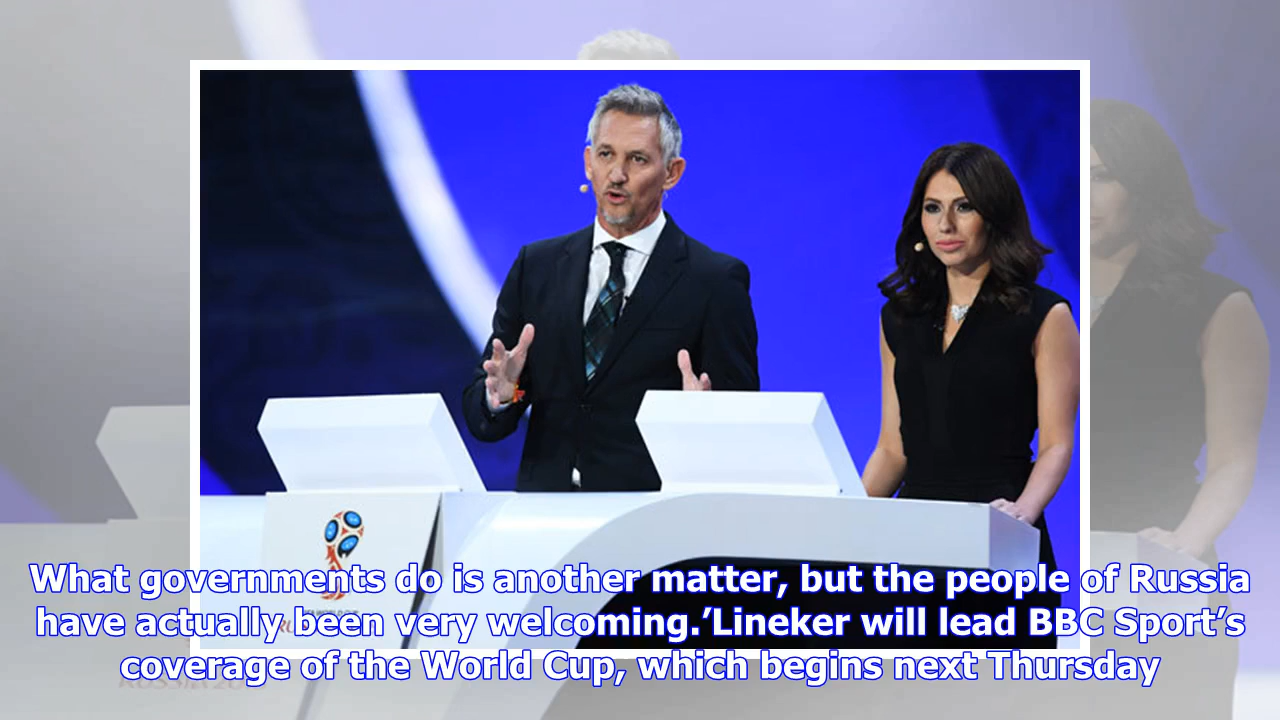 What governments do is another matter, but the people of Russia
have actually been very welcoming.’Lineker will lead BBC Sport’s
coverage of the World Cup, which begins next Thursday